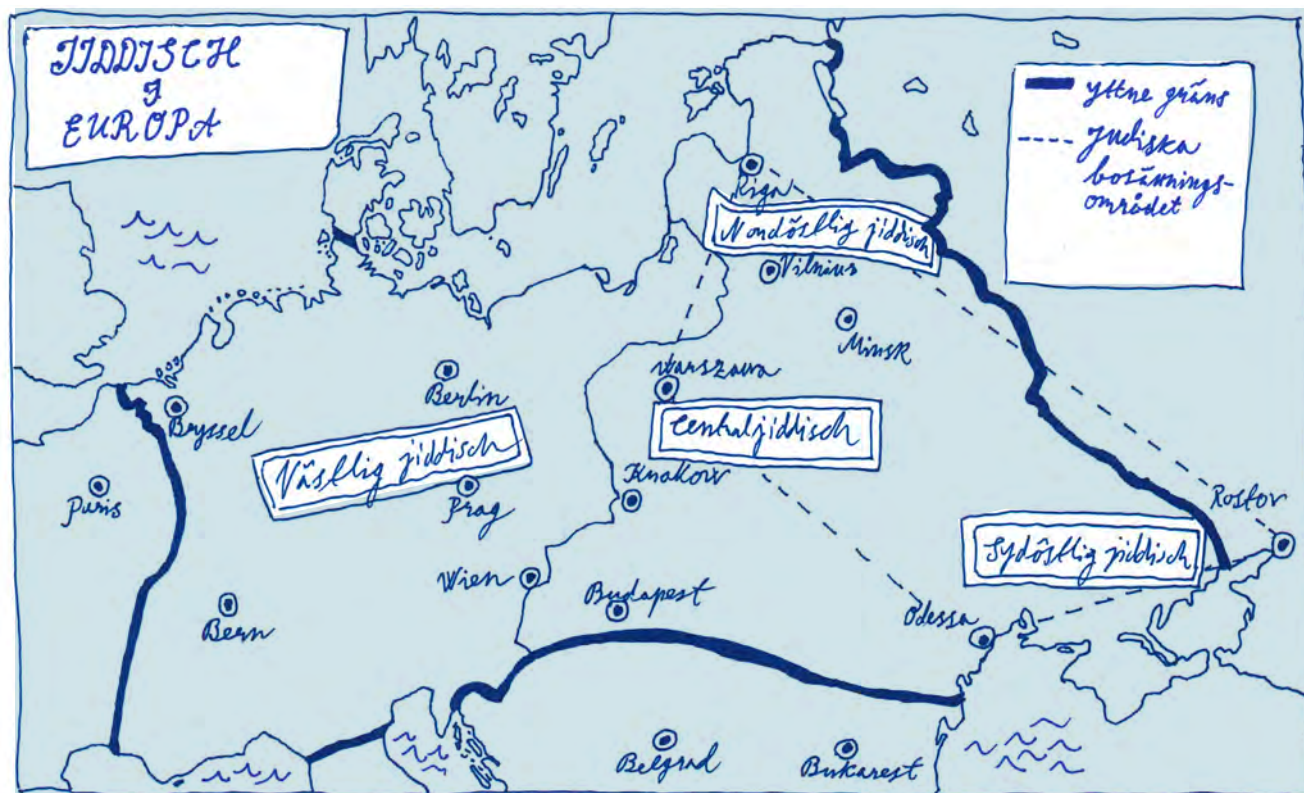 JIDDISCH
I
EUROPA
Yttre gräns
Judiska
bosättnings-
området
Riga
Nordöstlig jiddisch
Vilnius
Minsk
Warszawa
Berlin
Bryssel
Centraljiddisch
Västlig jiddisch
Krakow
Paris
Prag
Rostov
Sydöstlig jiddisch
Wien
Budapest
Bern
Odessa
Belgrad
Bukarest